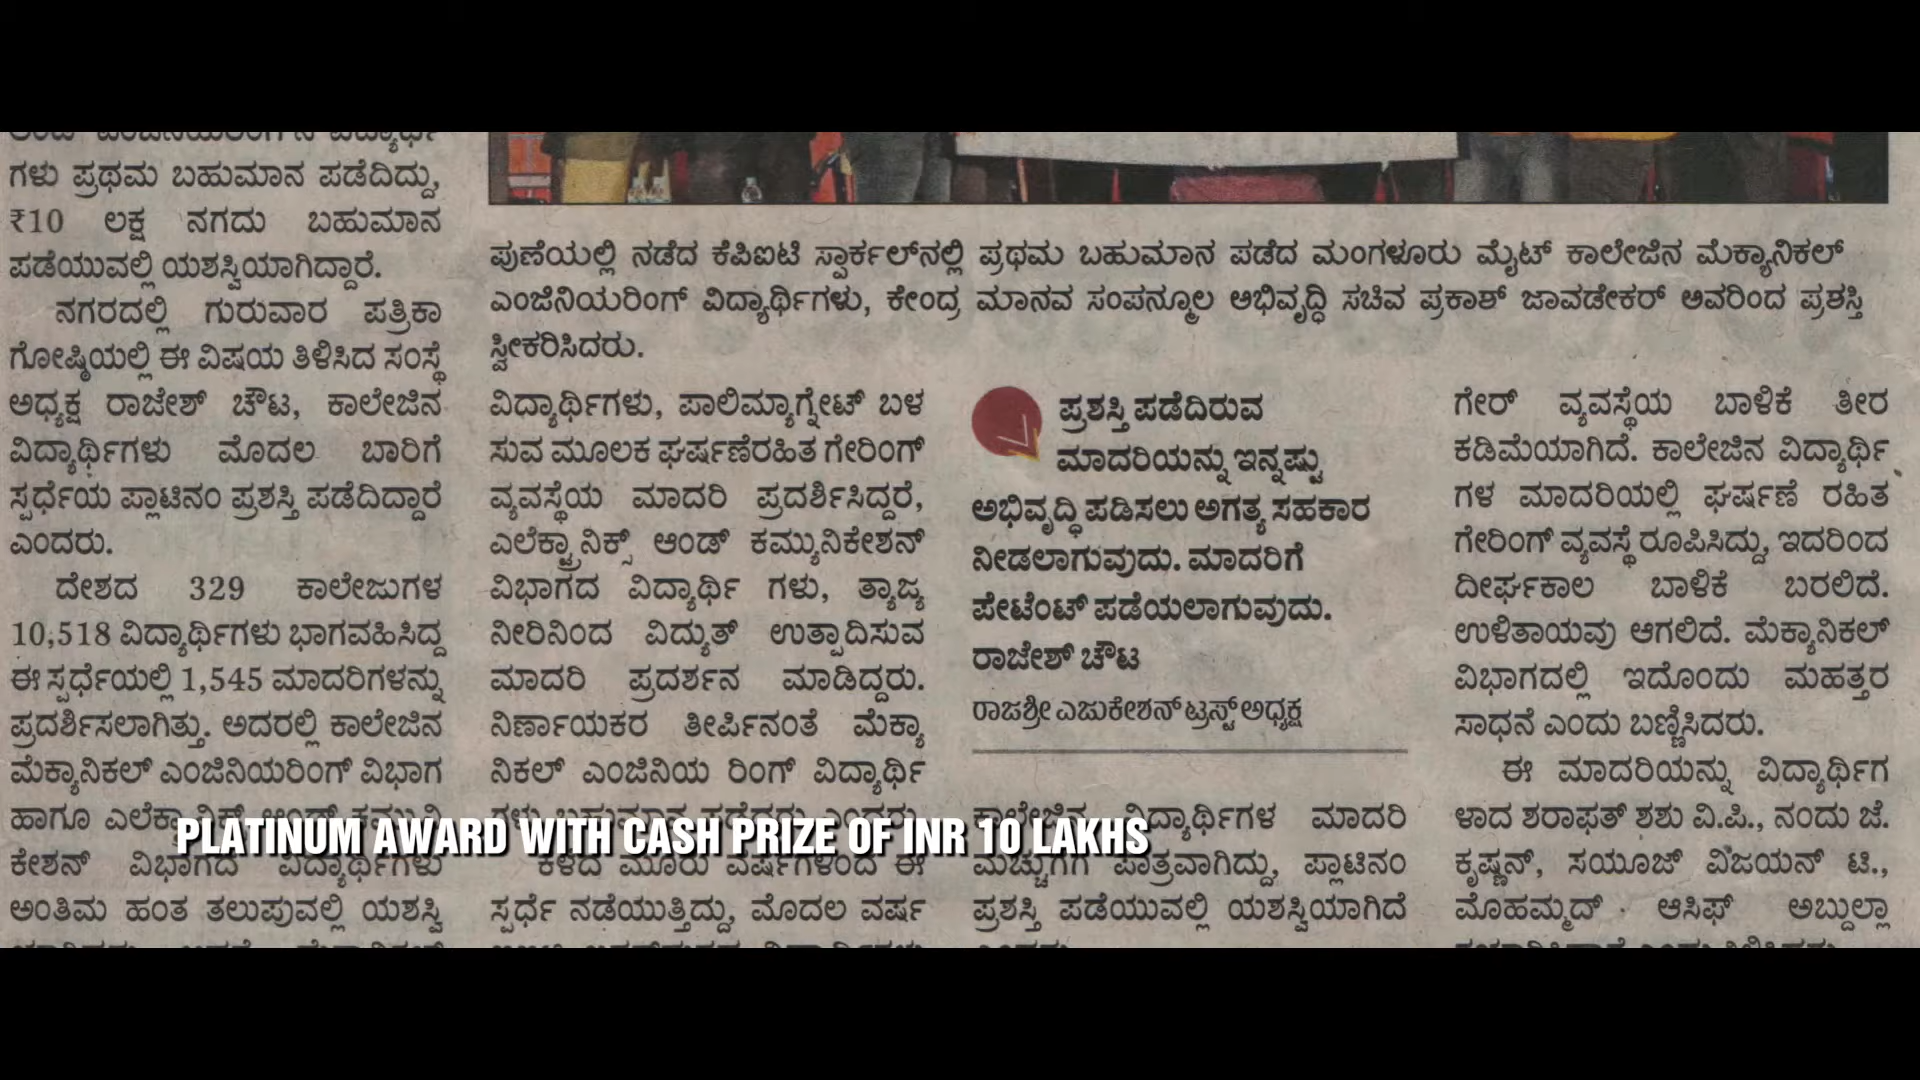 ಗಳು ಪ್ರಥಮ ಬಹುಮಾನ ಪಡೆದಿದ್ದು,
₹10 ಲಕ್ಷ ನಗದು ಬಹುಮಾನ
ಪಡೆಯುವಲ್ಲಿ ಯಶಸ್ವಿಯಾಗಿದ್ದಾರೆ.
ನಗರದಲ್ಲಿ ಗುರುವಾರ ಪತ್ರಿಕಾ
ಗೋಷ್ಠಿಯಲ್ಲಿ ಈ ವಿಷಯ ತಿಳಿಸಿದ ಸಂಸ್ಥೆ
ಅಧ್ಯಕ್ಷ ರಾಜೇಶ್ ಚೌಟ, ಕಾಲೇಜಿನ
ವಿದ್ಯಾರ್ಥಿಗಳು ಮೊದಲ ಬಾರಿಗೆ
ಸ್ಪರ್ಧೆಯ ಪ್ಲಾಟಿನಂ ಪ್ರಶಸ್ತಿ ಪಡೆದಿದ್ದಾರೆ
ಎಂದರು.
ದೇಶದ 329 ಕಾಲೇಜುಗಳ
10,518 ವಿದ್ಯಾರ್ಥಿಗಳು ಭಾಗವಹಿಸಿದ್ದ
ಈ ಸ್ಪರ್ಧೆಯಲ್ಲಿ 1,545 ಮಾದರಿಗಳನ್ನು
ಪ್ರದರ್ಶಿಸಲಾಗಿತ್ತು. ಅದರಲ್ಲಿ ಕಾಲೇಜಿನ
ಮೆಕ್ಯಾನಿಕಲ್ ಎಂಜಿನಿಯರಿಂಗ್ ವಿಭಾಗ
ಹಾಗೂ
ಕೇಶನ್ ವಿಭಾಗದ ವಿದ್ಯಾರ್ಥಿಗಳು
ಅಂತಿಮ ಹಂತ ತಲುಪುವಲ್ಲಿ ಯಶಸ್ವಿ
ಪುಣೆಯಲ್ಲಿ ನಡೆದ ಕೆಪಿಐಟಿ ಸ್ಪಾರ್ಕಲ್‌ನಲ್ಲಿ ಪ್ರಥಮ ಬಹುಮಾನ ಪಡೆದ ಮಂಗಳೂರು ಮೈಟ್ ಕಾಲೇಜಿನ ಮೆಕ್ಯಾನಿಕಲ್
ಎಂಜಿನಿಯರಿಂಗ್ ವಿದ್ಯಾರ್ಥಿಗಳು, ಕೇಂದ್ರ ಮಾನವ ಸಂಪನ್ಮೂಲ ಅಭಿವೃದ್ಧಿ ಸಚಿವ ಪ್ರಕಾಶ್ ಜಾವಡೇಕರ್ ಅವರಿಂದ ಪ್ರಶಸ್ತಿ
ಸ್ವೀಕರಿಸಿದರು.
ವಿದ್ಯಾರ್ಥಿಗಳು, ಪಾಲಿಮ್ಯಾಗ್ನೇಟ್ ಬಳ
ಸುವ ಮೂಲಕ ಘರ್ಷಣೆರಹಿತ ಗೇರಿಂಗ್
ವ್ಯವಸ್ಥೆಯ ಮಾದರಿ ಪ್ರದರ್ಶಿಸಿದ್ದರೆ,
ಎಲೆಕ್ಟ್ರಾನಿಕ್ಸ್ ಆಂಡ್ ಕಮ್ಯುನಿಕೇಶನ್
ವಿಭಾಗದ ವಿದ್ಯಾರ್ಥಿ ಗಳು, ತ್ಯಾಜ್ಯ
ನೀರಿನಿಂದ ವಿದ್ಯುತ್ ಉತ್ಪಾದಿಸುವ
ಮಾದರಿ ಪ್ರದರ್ಶನ ಮಾಡಿದ್ದರು.
ನಿರ್ಣಾಯಕರ ತೀರ್ಪಿನಂತೆ ಮೆಕ್ಯಾ
ನಿಕಲ್ ಎಂಜಿನಿಯ ರಿಂಗ್ ವಿದ್ಯಾರ್ಥಿ
ಗಳು ಬಹುಮಾನ ಪಡೆದರು ಎಂದರು.
ಕಳೆದ ಮೂರು ವರ್ಷಗಳಿಂದ ಈ
ಸ್ಪರ್ಧೆ ನಡೆಯುತ್ತಿದ್ದು, ಮೊದಲ ವರ್ಷ
ಪ್ರಶಸ್ತಿ ಪಡೆದಿರುವ
ಮಾದರಿಯನ್ನು ಇನ್ನಷ್ಟು
ಅಭಿವೃದ್ಧಿ ಪಡಿಸಲು ಅಗತ್ಯ ಸಹಕಾರ
ನೀಡಲಾಗುವುದು. ಮಾದರಿಗೆ
ಪೇಟೆಂಟ್ ಪಡೆಯಲಾಗುವುದು.
ರಾಜೇಶ್ ಚೌಟ
ರಾಜಶ್ರೀ ಎಜುಕೇಶನ್ ಟ್ರಸ್ಟ್ ಅಧ್ಯಕ್ಷ
ಕಾಲೇಜಿನ ವಿದ್ಯಾರ್ಥಿಗಳ ಮಾದರಿ
ಮೆಚ್ಚುಗೆಗೆ ಪಾತ್ರವಾಗಿದ್ದು, ಪ್ಲಾಟಿನಂ
ಪ್ರಶಸ್ತಿ ಪಡೆಯುವಲ್ಲಿ ಯಶಸ್ವಿಯಾಗಿದೆ
ಗೇರ್ ವ್ಯವಸ್ಥೆಯ ಬಾಳಿಕೆ ತೀರ
ಕಡಿಮೆಯಾಗಿದೆ. ಕಾಲೇಜಿನ ವಿದ್ಯಾರ್ಥಿ
ಗಳ ಮಾದರಿಯಲ್ಲಿ ಘರ್ಷಣೆ ರಹಿತ
ಗೇರಿಂಗ್ ವ್ಯವಸ್ಥೆ ರೂಪಿಸಿದ್ದು, ಇದರಿಂದ
ದೀರ್ಘಕಾಲ ಬಾಳಿಕೆ ಬರಲಿದೆ.
ಉಳಿತಾಯವು ಆಗಲಿದೆ. ಮೆಕ್ಯಾನಿಕಲ್
ವಿಭಾಗದಲ್ಲಿ ಇದೊಂದು ಮಹತ್ತರ
ಸಾಧನೆ ಎಂದು ಬಣ್ಣಿಸಿದರು.
ಈ ಮಾದರಿಯನ್ನು ವಿದ್ಯಾರ್ಥಿಗ
ಳಾದ ಶರಾಫತ್ ಶಶು ವಿ.ಪಿ., ನಂದು ಜೆ.
ಕೃಷ್ಣನ್, ಸಯೂಜ್ ವಿಜಯನ್ ಟಿ.,
ಮೊಹಮ್ಮದ್ ಆಸಿಫ್ ಅಬ್ದುಲ್ಲಾ
PLATINUM AWARD WITH CASH PRIZE OF INR 10 LAKHS